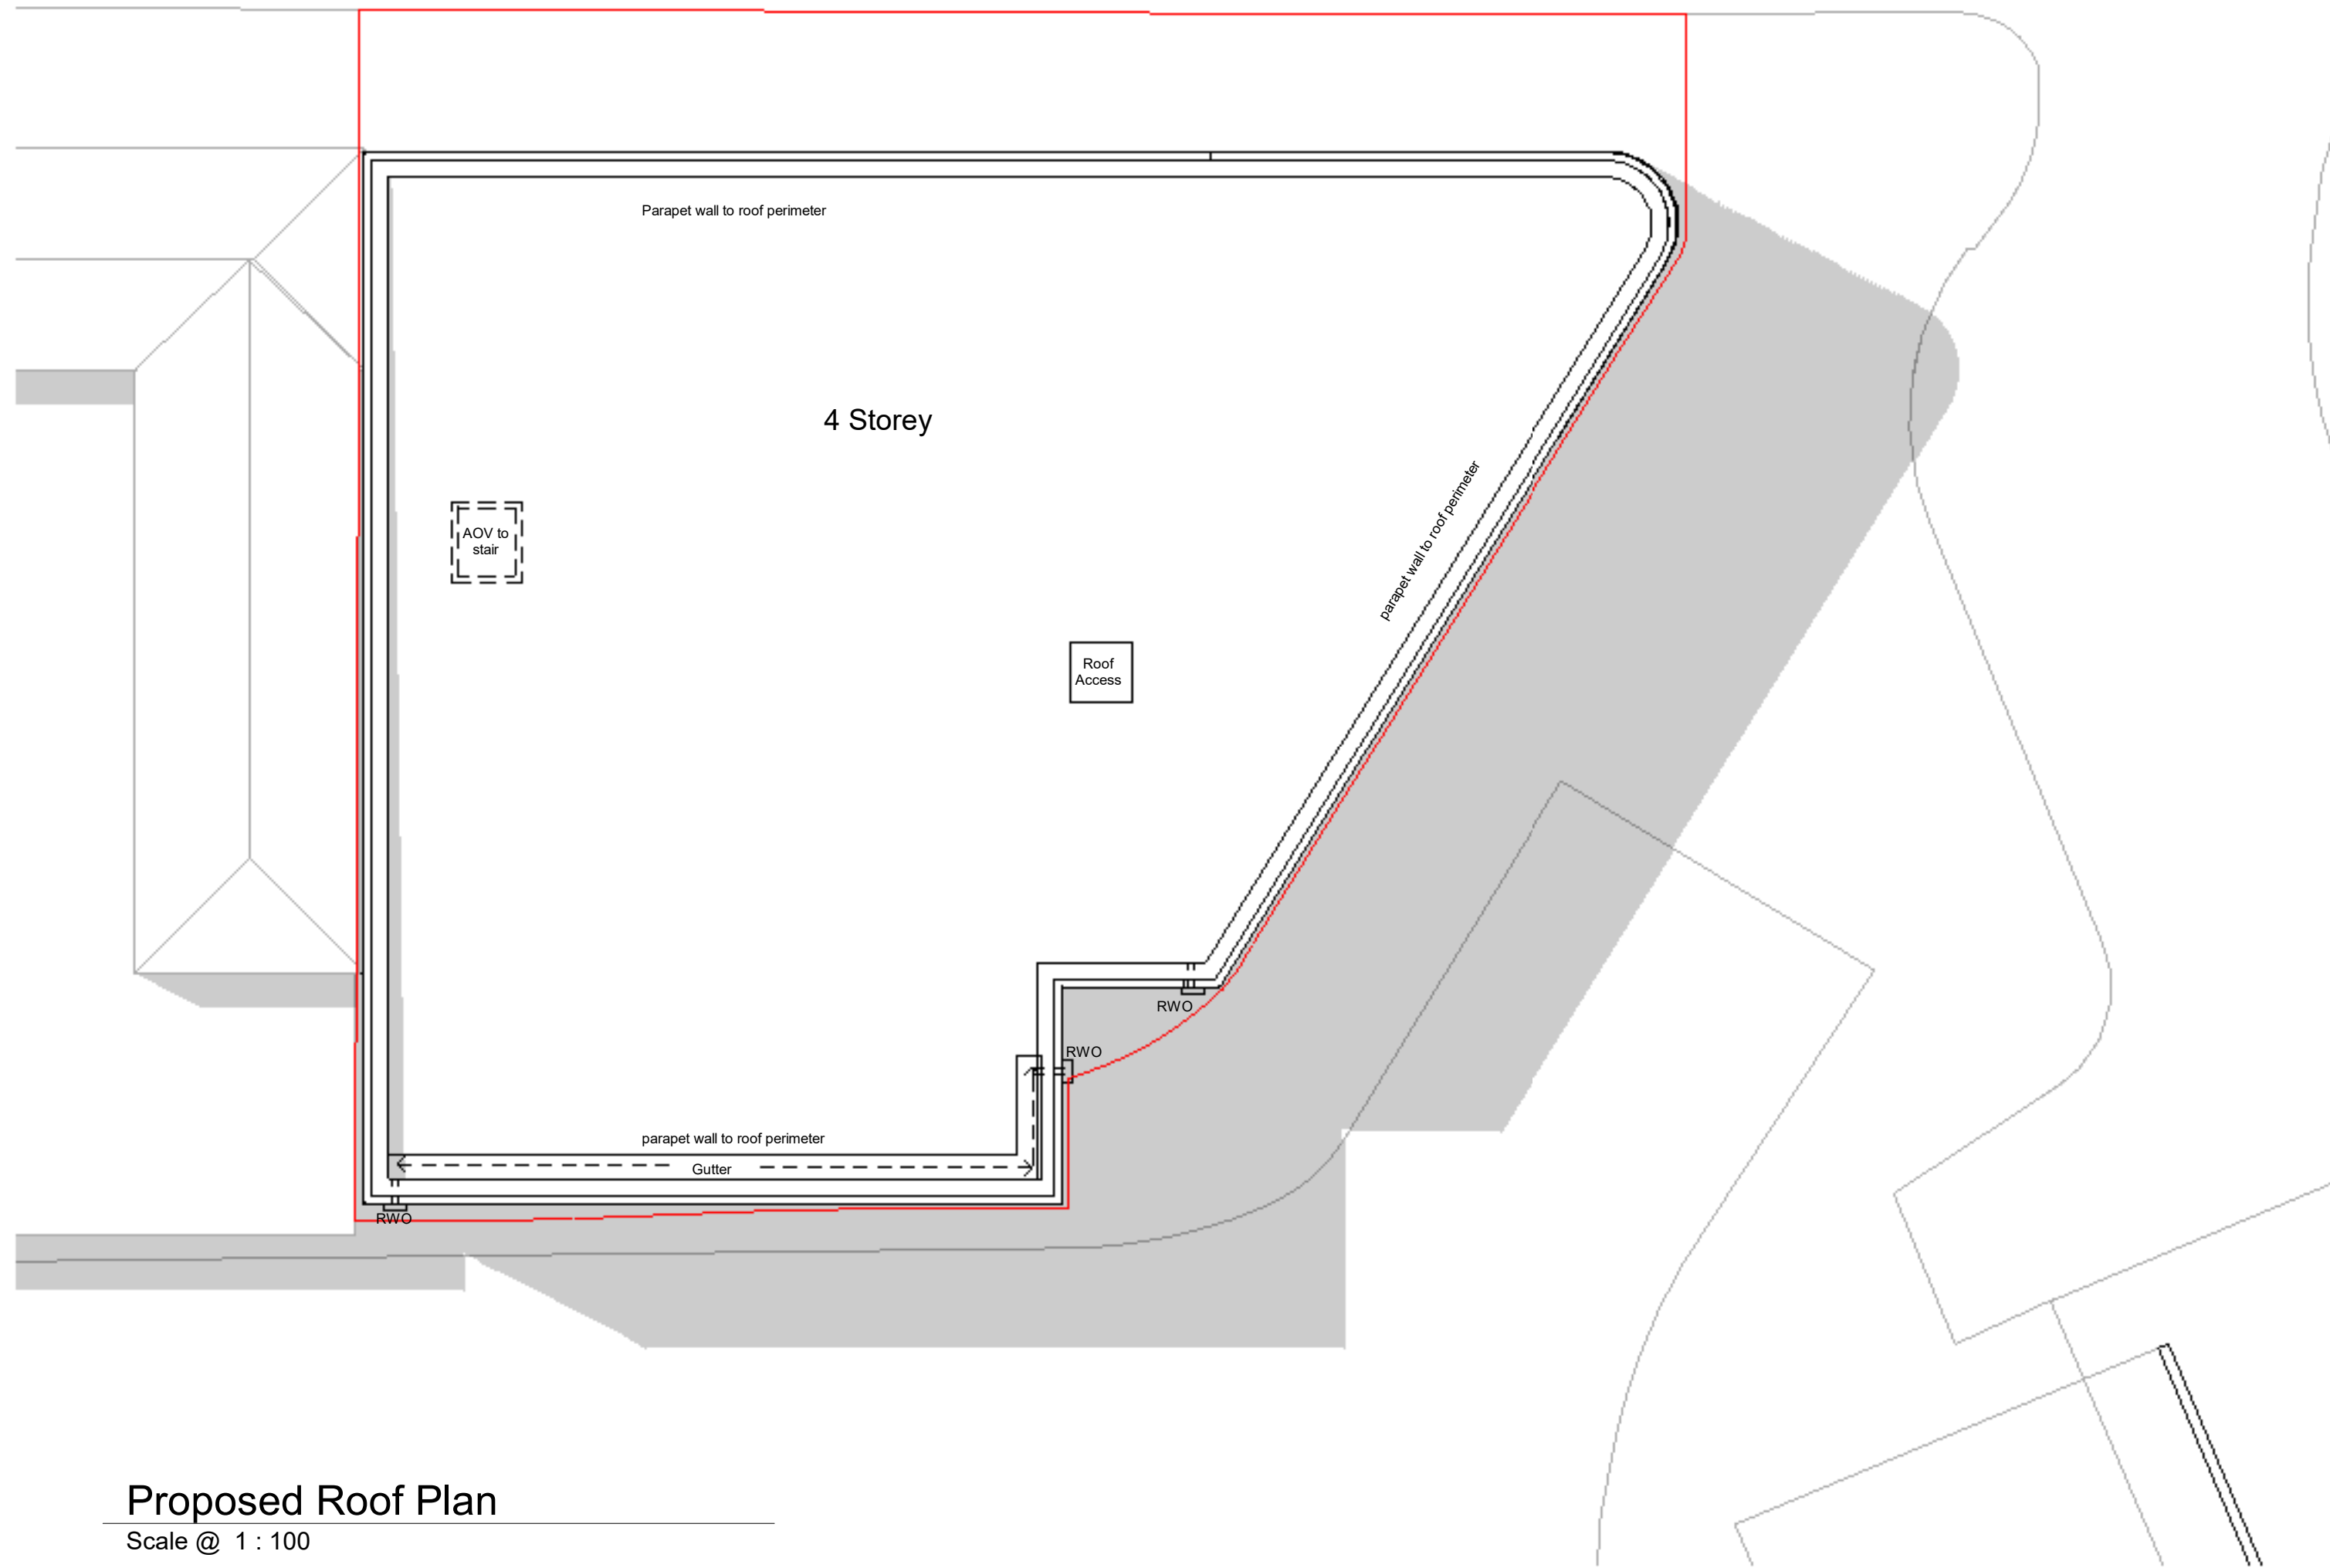 Parapet wall to roof perimeter
4 Storey
AOV to
stair
parapet wall to roof perimeter
Roof
Access
RWO
RWO
parapet wall to roof perimeter
Gutter
RWO
Proposed Roof Plan
Scale @ 1 : 100